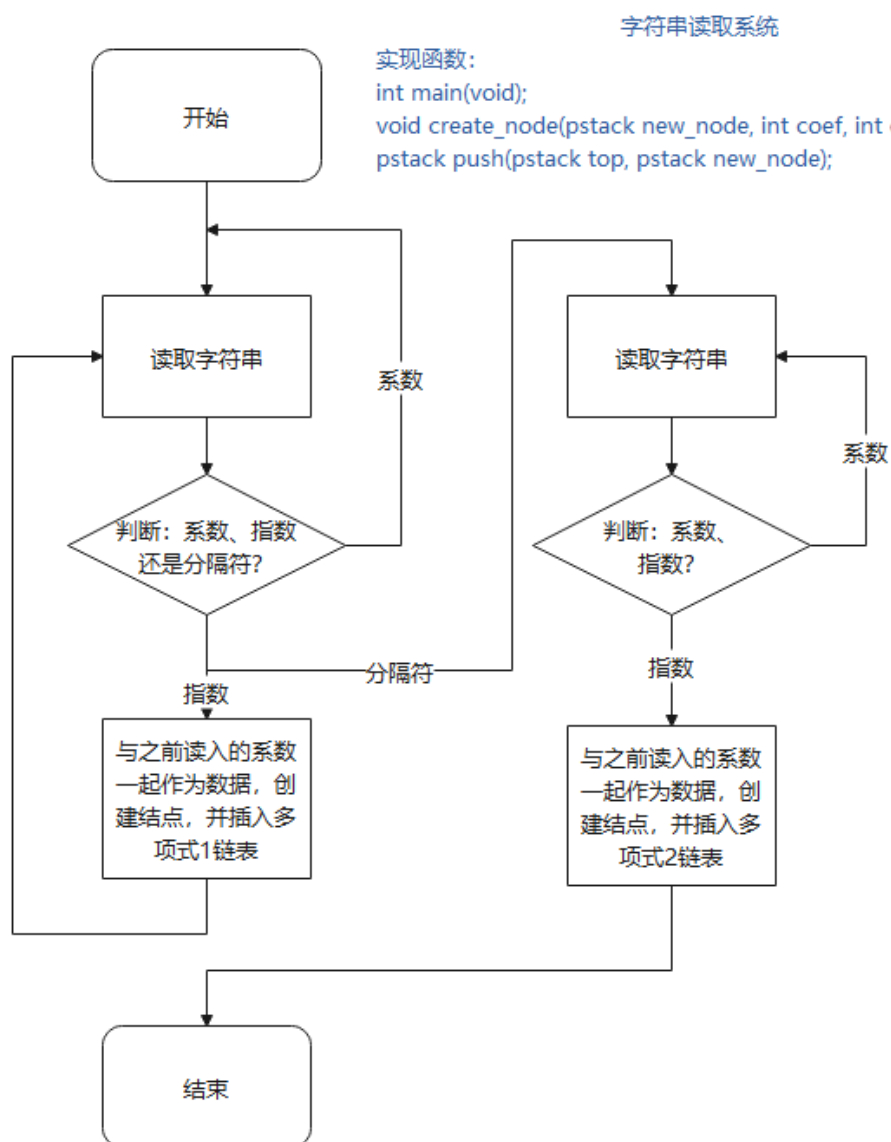 字符串读取系统
实现函数：
int main(void);
void create_node(pstack new_node, int coef, int
pstack push(pstack top, pstack new_node);
开始
读取字符串
系数
判断：系数、指数
还是分隔符？
分隔符
指数
与之前读入的系数
一起作为数据，创
建结点，并插入多
项式1链表
读取字符串
系数
判断：系数、
指数？
指数
与之前读入的系数
一起作为数据，创
建结点，并插入多
项式2链表
结束